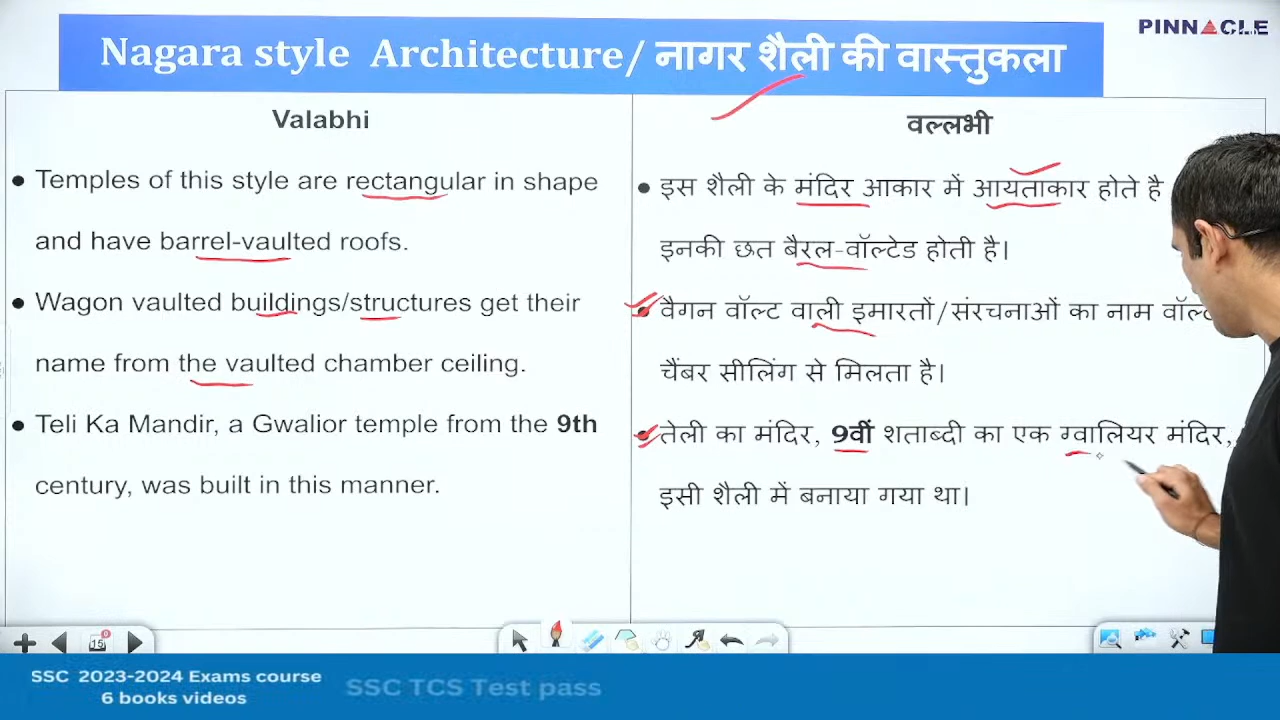 PINNACLE
Nagara style Architecture/ नागर शैली की वास्तुकला
Valabhi
● Temples of this style are rectangular in shape
and have barrel-vaulted roofs.
● Wagon vaulted buildings/structures get their
name from the vaulted chamber ceiling.
● Teli Ka Mandir, a Gwalior temple from the 9th
century, was built in this manner.
वल्लभी
● इस शैली के मंदिर आकार में आयताकार होते है
इनकी छत बैरल-वॉल्टेड होती है।
● वैगन वॉल्ट वाली इमारतों/संरचनाओं का नाम
चैंबर सीलिंग से मिलता है।
● तेली का मंदिर, 9वीं शताब्दी का एक ग्वालियर मंदिर,
इसी शैली में बनाया गया था।
15
SSC 2023-2024 Exams course
6 books videos
SSC TCS Test pass